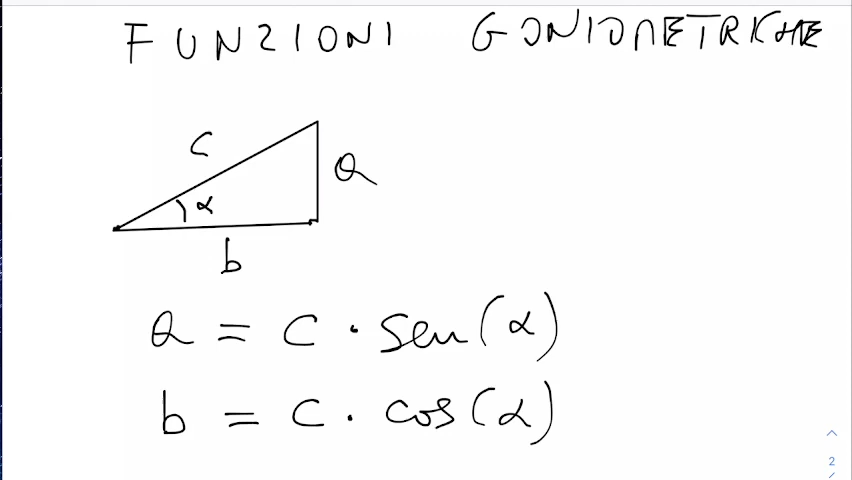 FUNZIONI GONIOMETRICHE
c
a
α
b
a = c · sen(α)
b = c · cos(α)
2